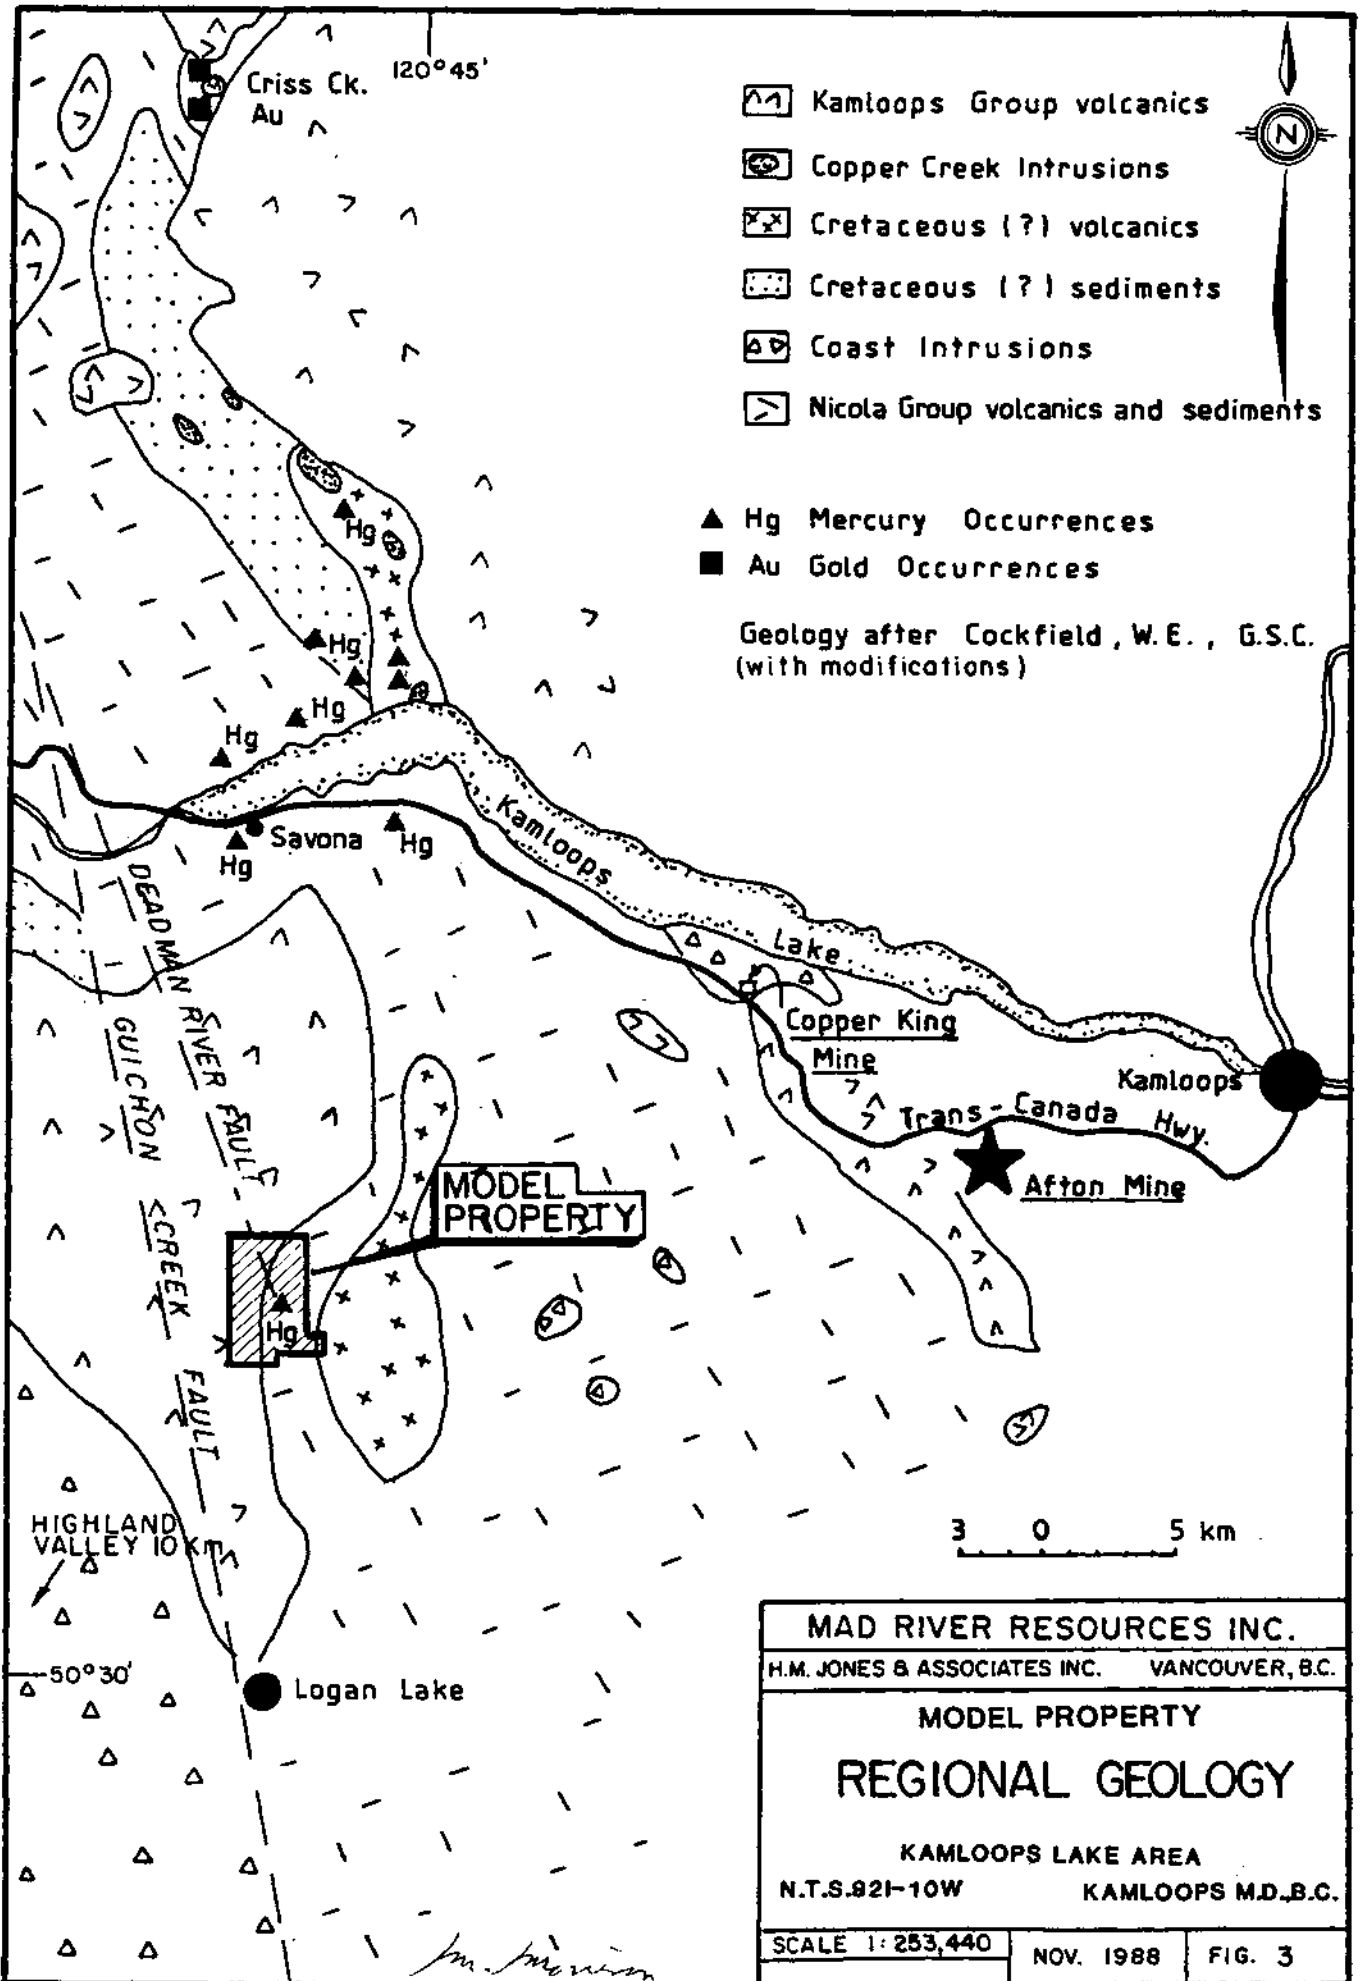 120°45'
Criss Ck.
Au
Kamloops Group volcanics
N
Copper Creek Intrusions
Cretaceous (?) volcanics
Cretaceous (?) sediments
Coast Intrusions
Nicola Group volcanics and sediments
Hg Mercury Occurrences
Au Gold Occurrences
Geology after Cockfield, W.E., G.S.C.
(with modifications)
Hg
Hg
Hg
Hg
Savona
Hg
Hg
Kamloops
Lake
DEADMAN RIVER FAULT
GUICHON CREEK FAULT
Copper King
Mine
Kamloops
Trans-Canada Hwy.
Afton Mine
MODEL
PROPERTY
Hg
HIGHLAND
VALLEY 10 Km
3 0 5 km
50°30'
Logan Lake
MAD RIVER RESOURCES INC.
H.M. JONES & ASSOCIATES INC. VANCOUVER, B.C.
MODEL PROPERTY
REGIONAL GEOLOGY
KAMLOOPS LAKE AREA
N.T.S.92I-10W KAMLOOPS M.D.,B.C.
SCALE 1:253,440 NOV. 1988 FIG. 3